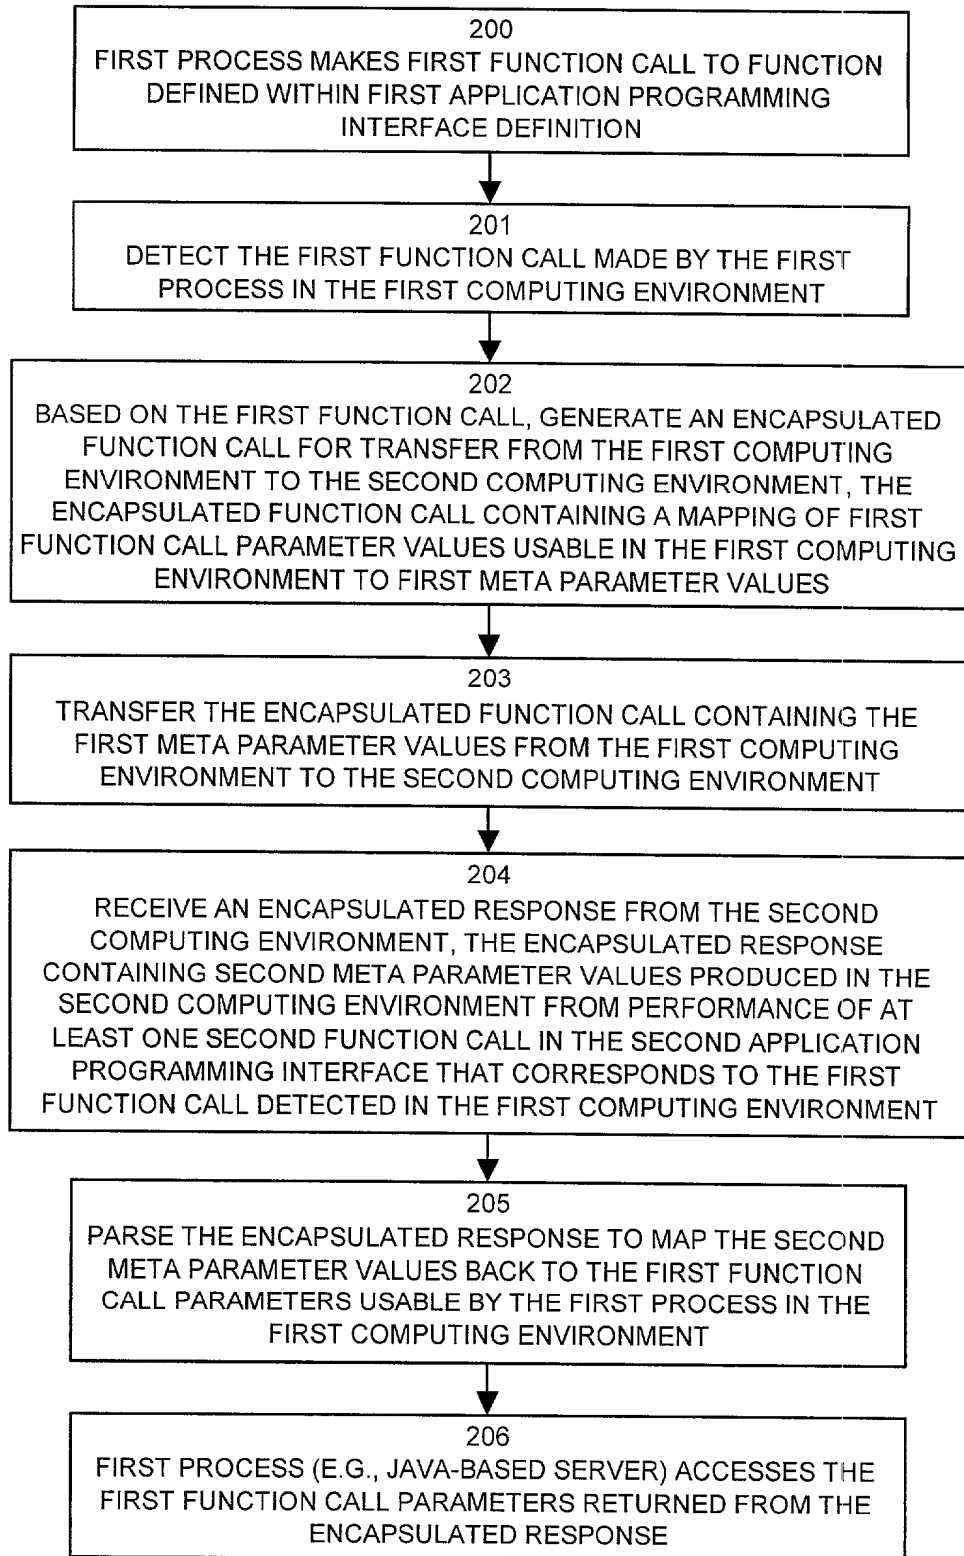 200
FIRST PROCESS MAKES FIRST FUNCTION CALL TO FUNCTION
DEFINED WITHIN FIRST APPLICATION PROGRAMMING
INTERFACE DEFINITION
201
DETECT THE FIRST FUNCTION CALL MADE BY THE FIRST
PROCESS IN THE FIRST COMPUTING ENVIRONMENT
202
BASED ON THE FIRST FUNCTION CALL, GENERATE AN ENCAPSULATED
FUNCTION CALL FOR TRANSFER FROM THE FIRST COMPUTING
ENVIRONMENT TO THE SECOND COMPUTING ENVIRONMENT, THE
ENCAPSULATED FUNCTION CALL CONTAINING A MAPPING OF FIRST
FUNCTION CALL PARAMETER VALUES USABLE IN THE FIRST COMPUTING
ENVIRONMENT TO FIRST META PARAMETER VALUES
203
TRANSFER THE ENCAPSULATED FUNCTION CALL CONTAINING THE
FIRST META PARAMETER VALUES FROM THE FIRST COMPUTING
ENVIRONMENT TO THE SECOND COMPUTING ENVIRONMENT
204
RECEIVE AN ENCAPSULATED RESPONSE FROM THE SECOND
COMPUTING ENVIRONMENT, THE ENCAPSULATED RESPONSE
CONTAINING SECOND META PARAMETER VALUES PRODUCED IN THE
SECOND COMPUTING ENVIRONMENT FROM PERFORMANCE OF AT
LEAST ONE SECOND FUNCTION CALL IN THE SECOND APPLICATION
PROGRAMMING INTERFACE THAT CORRESPONDS TO THE FIRST
FUNCTION CALL DETECTED IN THE FIRST COMPUTING ENVIRONMENT
205
PARSE THE ENCAPSULATED RESPONSE TO MAP THE SECOND
META PARAMETER VALUES BACK TO THE FIRST FUNCTION
CALL PARAMETERS USABLE BY THE FIRST PROCESS IN THE
FIRST COMPUTING ENVIRONMENT
206
FIRST PROCESS (E.G., JAVA-BASED SERVER) ACCESSES THE
FIRST FUNCTION CALL PARAMETERS RETURNED FROM THE
ENCAPSULATED RESPONSE